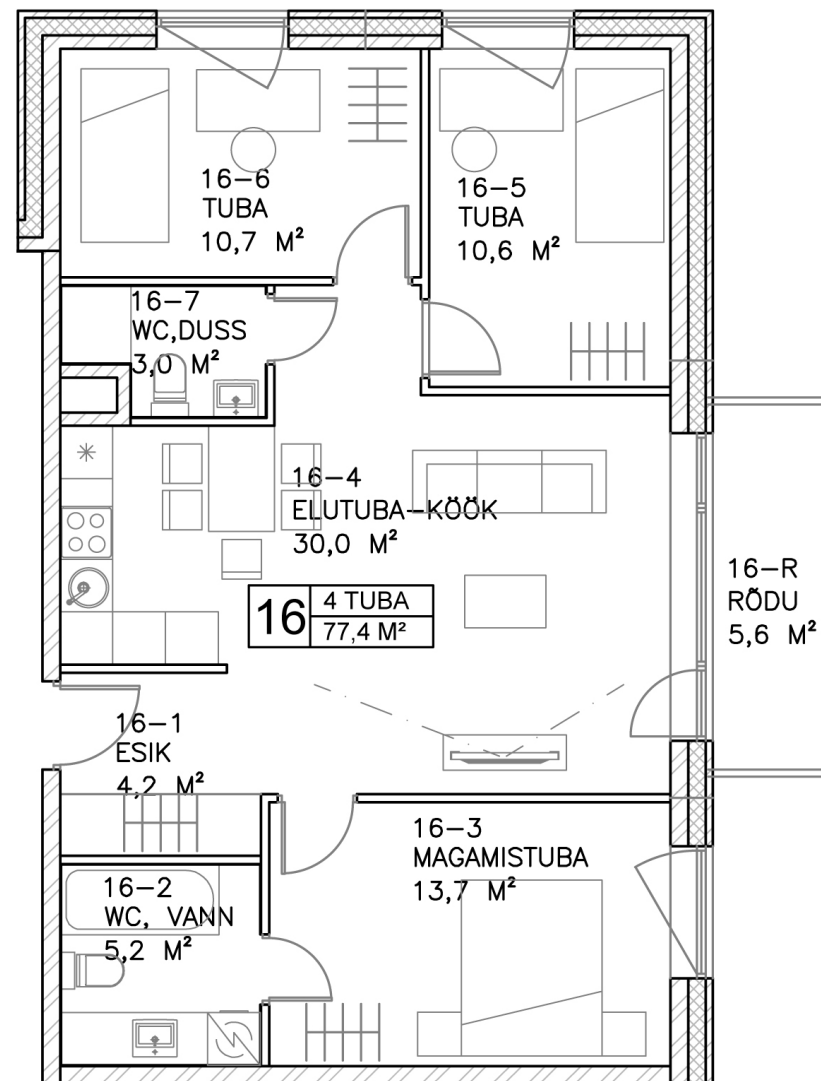 16-6
TUBA
10,7 M²
16-5
TUBA
10,6 M²
16-7
WC,DUSS
3,0 M²
16-4
ELUTUBA-KÖÖK
30,0 M²
16
4 TUBA
77,4 M²
16-R
RÕDU
5,6 M²
16-1
ESIK
4,2 M²
16-3
MAGAMISTUBA
13,7 M²
16-2
WC, VANN
5,2 M²